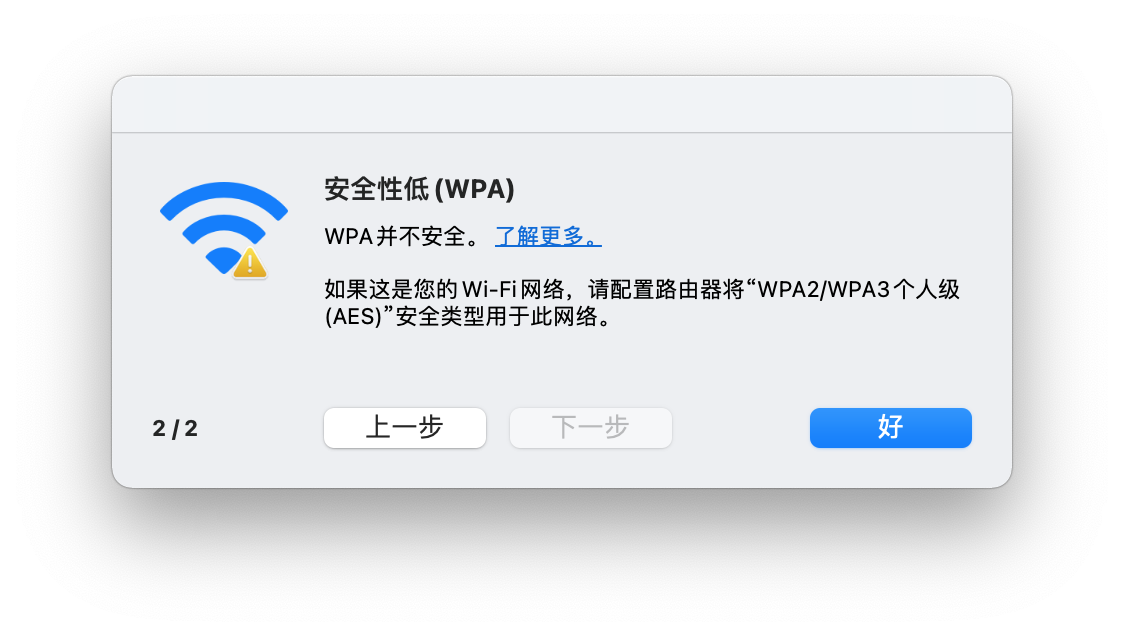 安全性低 (WPA)
WPA 并不安全。 了解更多。
如果这是您的 Wi-Fi 网络，请配置路由器将“WPA2/WPA3 个人级
(AES)”安全类型用于此网络。
2 / 2 上一步 下一步 好